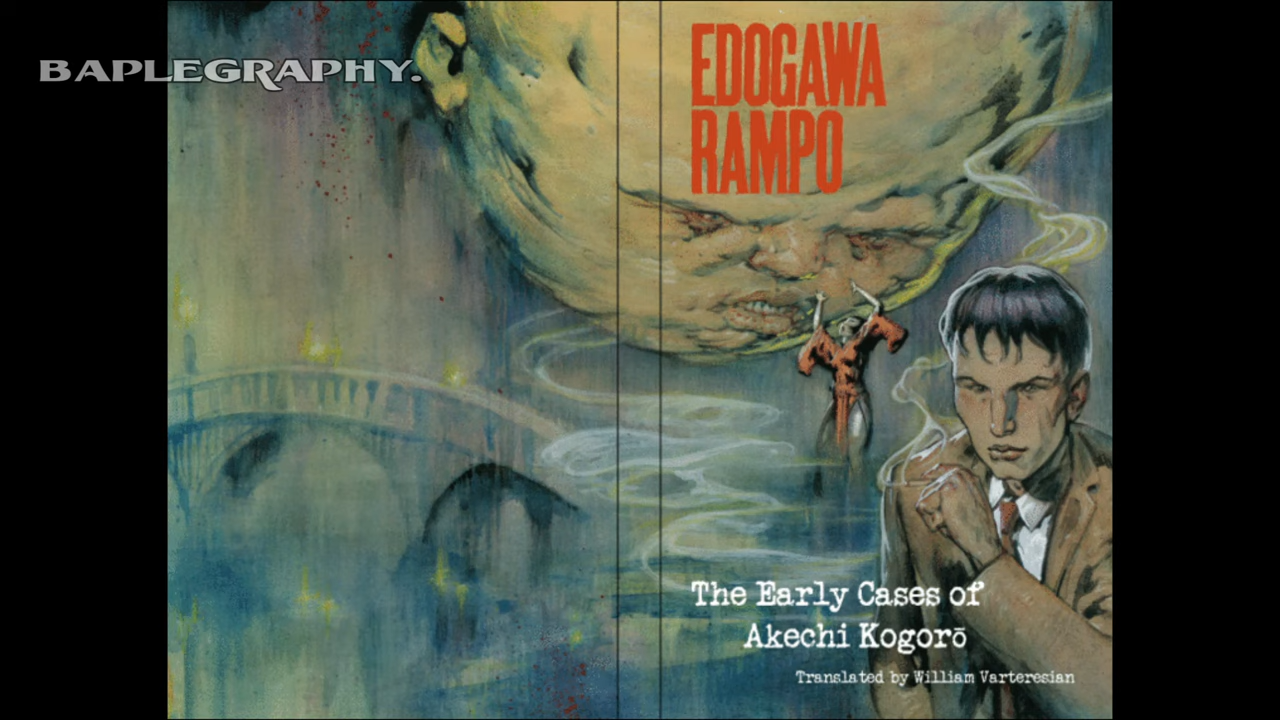 BAPLEGRAPHY.
EDOGAWA
RAMPO
The Early Cases of
Akechi Kogorō
Translated by William Varteresian